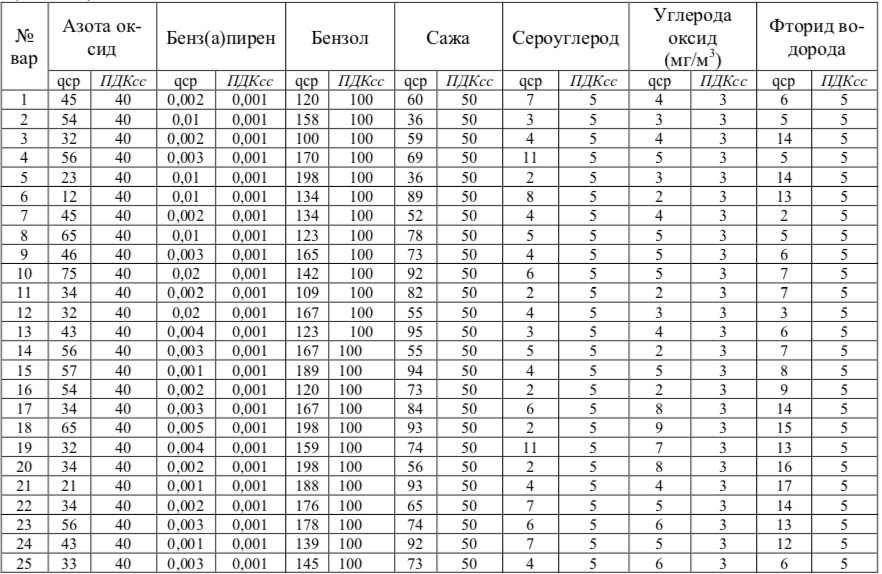 № вар Азота ок-сид Бенз(а)пирен Бензол Сажа Сероуглерод Углерода оксид (мг/м³) Фторид во-дорода
qср ПДКсс qср ПДКсс qср ПДКсс qср ПДКсс qср ПДКсс qср ПДКсс qср ПДКсс
1 45 40 0,002 0,001 120 100 60 50 7 5 4 3 6 5
2 54 40 0,01 0,001 158 100 36 50 3 5 3 3 5 5
3 32 40 0,002 0,001 100 100 59 50 4 5 4 3 14 5
4 56 40 0,003 0,001 170 100 69 50 11 5 5 3 5 5
5 23 40 0,01 0,001 198 100 36 50 2 5 3 3 14 5
6 12 40 0,01 0,001 134 100 89 50 8 5 2 3 13 5
7 45 40 0,002 0,001 134 100 52 50 4 5 4 3 2 5
8 65 40 0,01 0,001 123 100 78 50 5 5 5 3 5 5
9 46 40 0,003 0,001 165 100 73 50 4 5 5 3 6 5
10 75 40 0,02 0,001 142 100 92 50 6 5 5 3 7 5
11 34 40 0,002 0,001 109 100 82 50 2 5 2 3 7 5
12 32 40 0,02 0,001 167 100 55 50 4 5 3 3 3 5
13 43 40 0,004 0,001 123 100 95 50 3 5 4 3 6 5
14 56 40 0,003 0,001 167 100 55 50 5 5 2 3 7 5
15 57 40 0,001 0,001 189 100 94 50 4 5 5 3 8 5
16 54 40 0,002 0,001 120 100 73 50 2 5 2 3 9 5
17 34 40 0,003 0,001 167 100 84 50 6 5 8 3 14 5
18 65 40 0,005 0,001 198 100 93 50 2 5 9 3 15 5
19 32 40 0,004 0,001 159 100 74 50 11 5 7 3 13 5
20 34 40 0,002 0,001 198 100 56 50 2 5 8 3 16 5
21 21 40 0,001 0,001 188 100 93 50 4 5 4 3 17 5
22 34 40 0,002 0,001 176 100 65 50 7 5 5 3 14 5
23 56 40 0,003 0,001 178 100 74 50 6 5 6 3 13 5
24 43 40 0,001 0,001 139 100 92 50 7 5 5 3 12 5
25 33 40 0,003 0,001 145 100 73 50 4 5 6 3 6 5